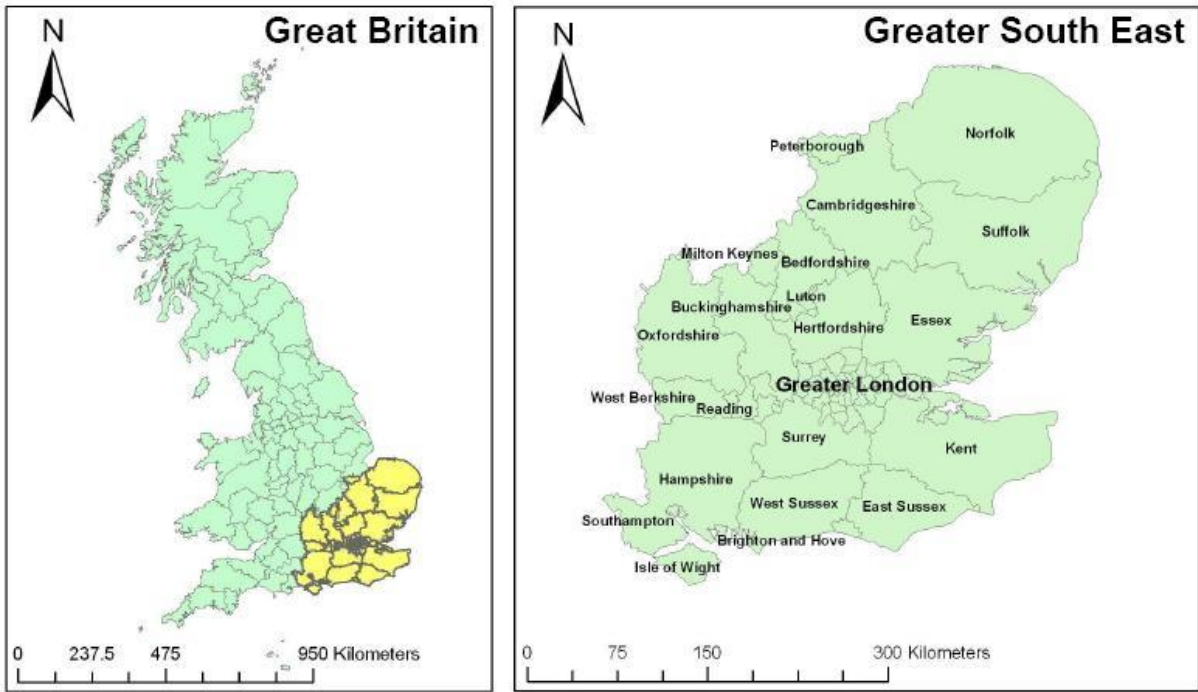 Great Britain
N
0 237.5 475 950 Kilometers
Greater South East
N
Norfolk
Peterborough
Cambridgeshire
Suffolk
Milton Keynes
Bedfordshire
Luton
Buckinghamshire
Essex
Hertfordshire
Oxfordshire
Greater London
West Berkshire
Reading
Surrey
Kent
Hampshire
West Sussex
East Sussex
Southampton
Brighton and Hove
Isle of Wight
0 75 150 300 Kilometers